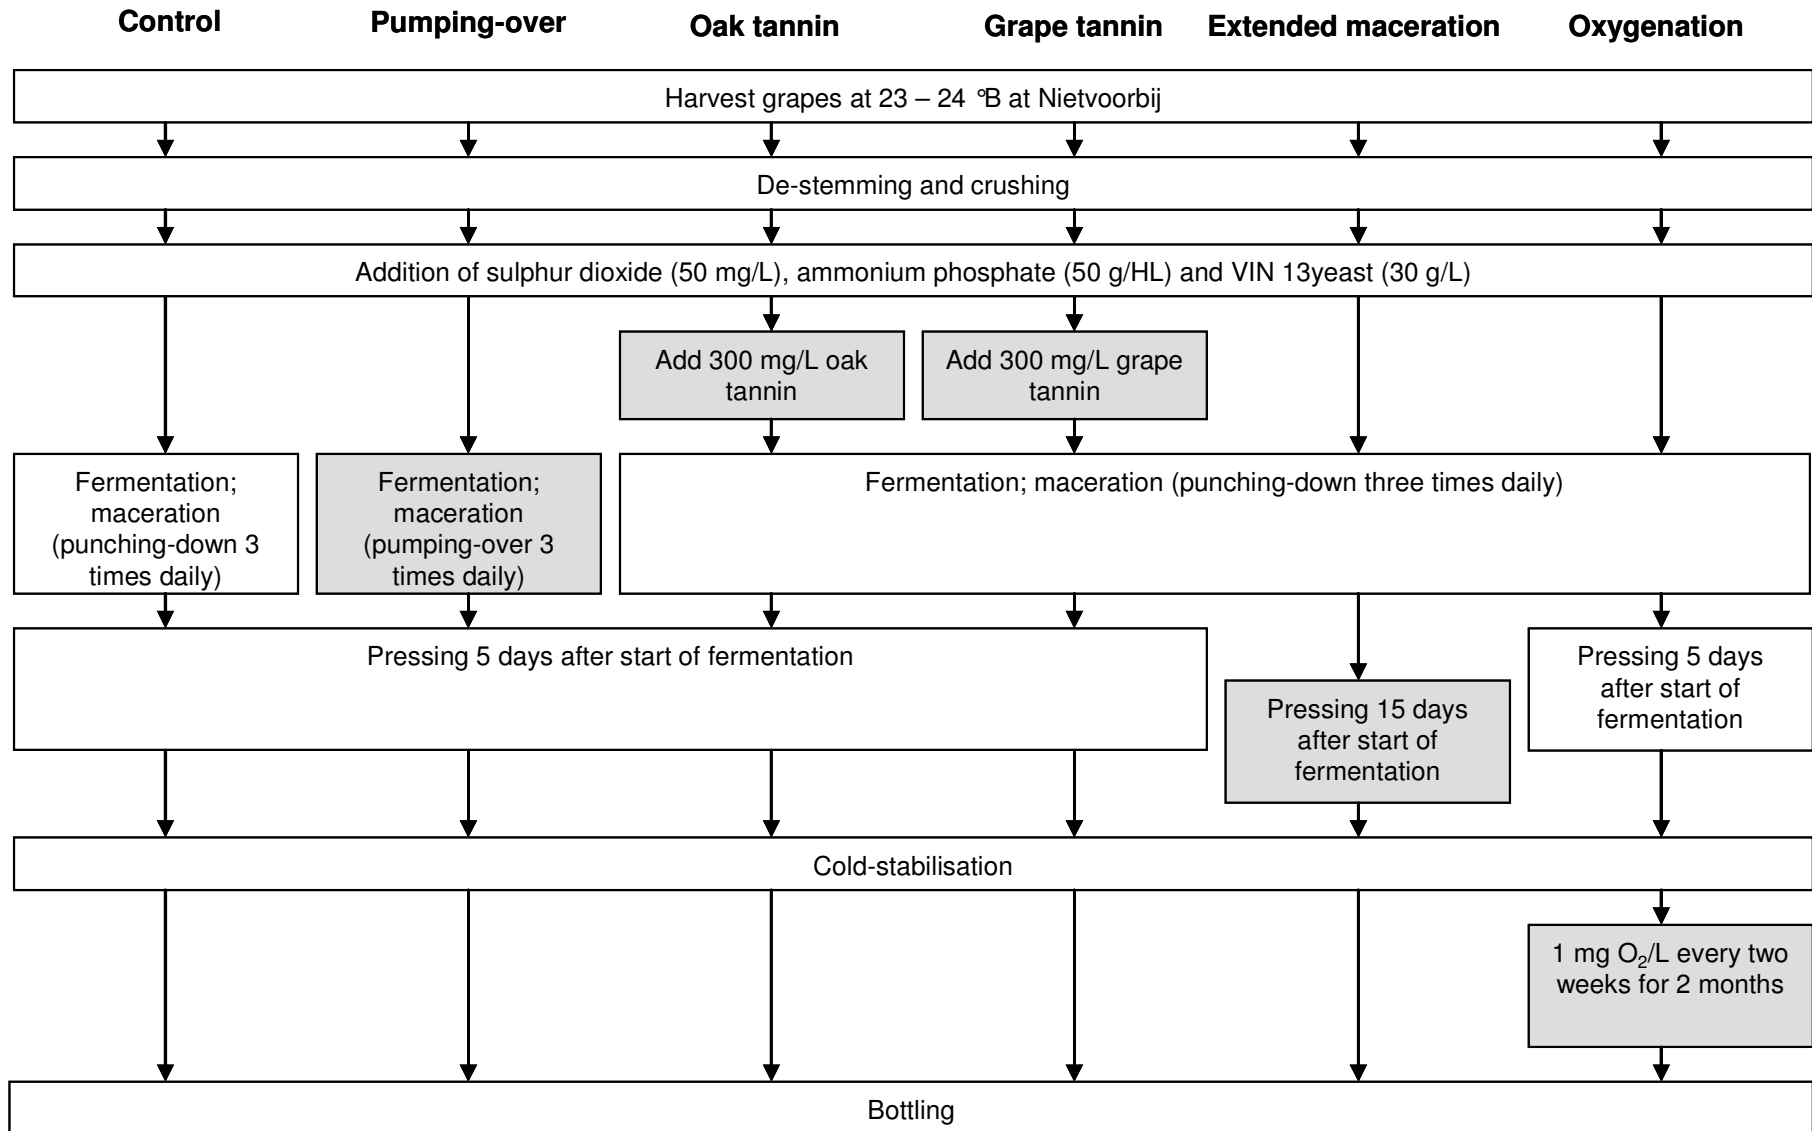 Control Pumping-over Oak tannin Grape tannin Extended maceration Oxygenation
Harvest grapes at 23 – 24 °B at Nietvoorbij
De-stemming and crushing
Addition of sulphur dioxide (50 mg/L), ammonium phosphate (50 g/HL) and VIN 13yeast (30 g/L)
Add 300 mg/L oak
tannin
Add 300 mg/L grape
tannin
Fermentation;
maceration
(punching-down 3
times daily)
Fermentation;
maceration
(pumping-over 3
times daily)
Fermentation; maceration (punching-down three times daily)
Pressing 5 days after start of fermentation
Pressing 15 days
after start of
fermentation
Pressing 5 days
after start of
fermentation
Cold-stabilisation
1 mg O₂/L every two
weeks for 2 months
Bottling